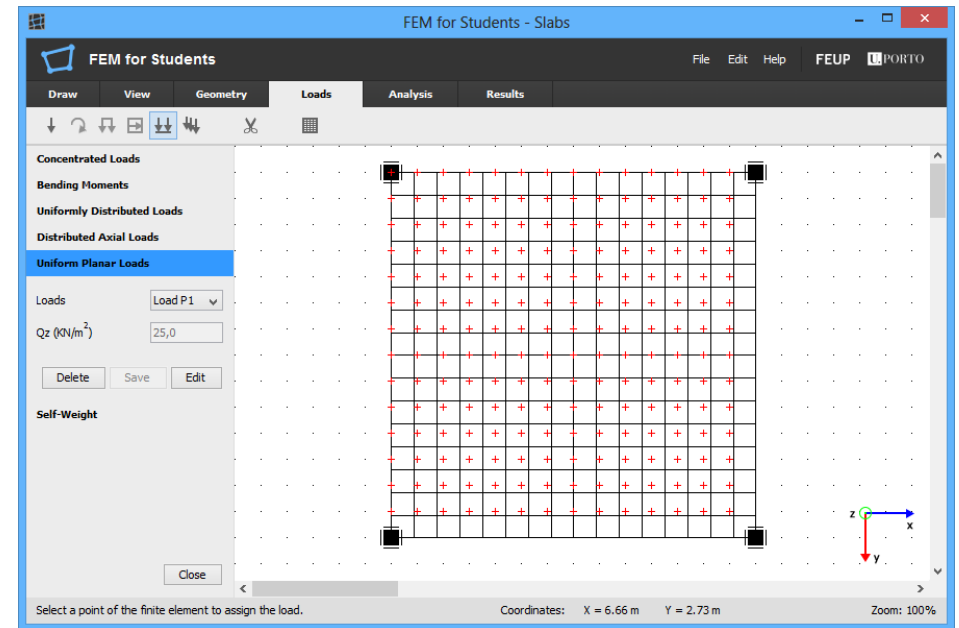 FEM for Students - Slabs
FEM for Students
File Edit Help FEUP U.PORTO
Draw View Geometry Loads Analysis Results
Concentrated Loads
Bending Moments
Uniformly Distributed Loads
Distributed Axial Loads
Uniform Planar Loads
Loads Load P1
Qz (KN/m²) 25,0
Delete Save Edit
Self-Weight
z
x
y
Close
Select a point of the finite element to assign the load. Coordinates: X = 6.66 m Y = 2.73 m Zoom: 100%